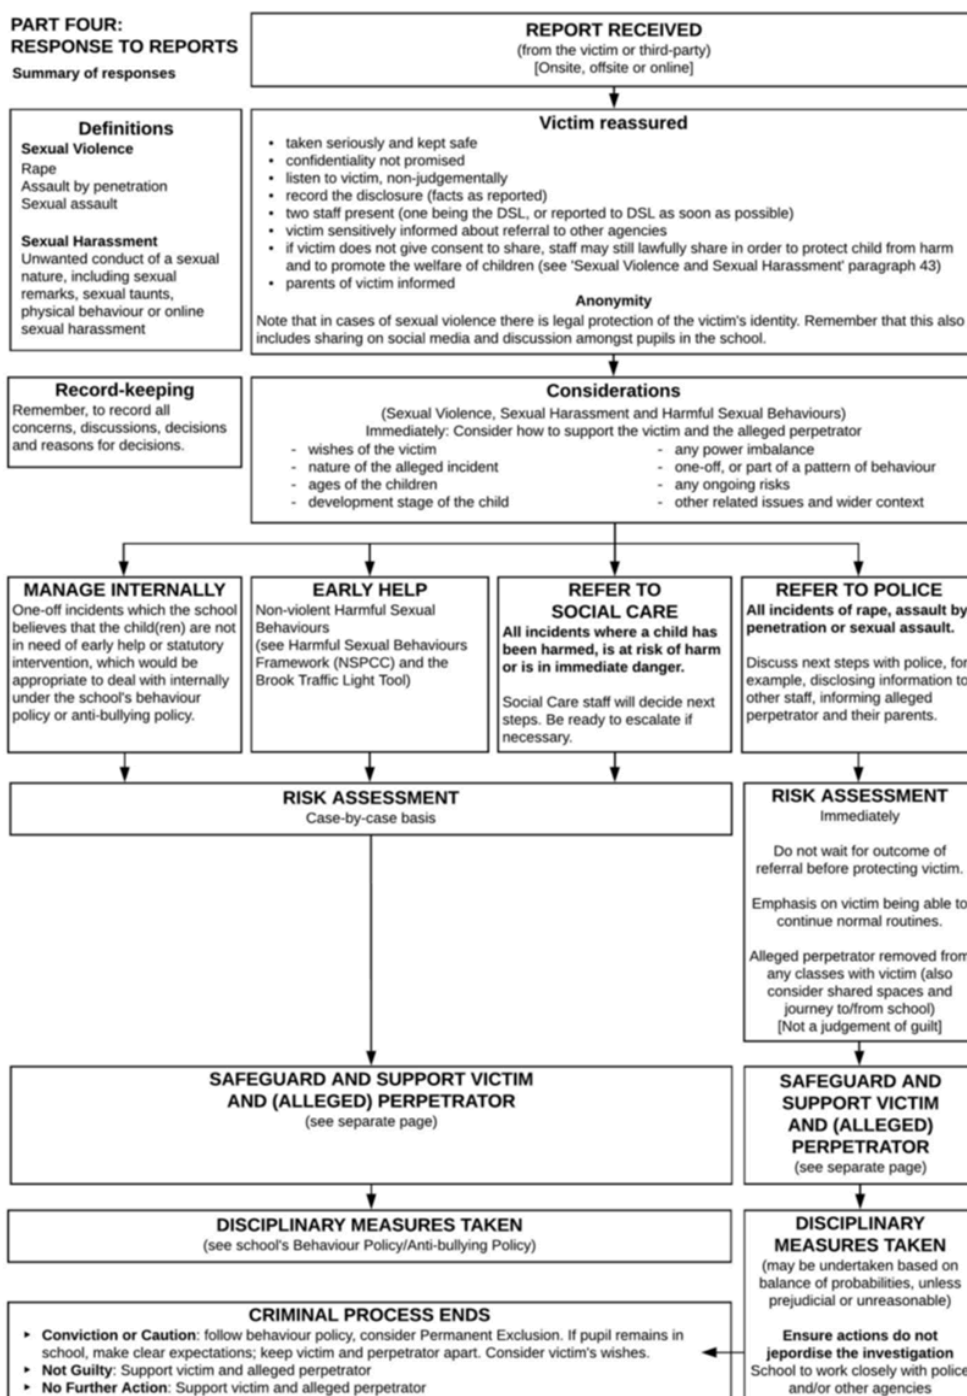 PART FOUR:
RESPONSE TO REPORTS
Summary of responses
REPORT RECEIVED
(from the victim or third-party)
[Onsite, offsite or online]
Definitions
Sexual Violence
Rape
Assault by penetration
Sexual assault
Sexual Harassment
Unwanted conduct of a sexual
nature, including sexual
remarks, sexual taunts,
physical behaviour or online
sexual harassment
Victim reassured
• taken seriously and kept safe
• confidentiality not promised
• listen to victim, non-judgementally
• record the disclosure (facts as reported)
• two staff present (one being the DSL, or reported to DSL as soon as possible)
• victim sensitively informed about referral to other agencies
• if victim does not give consent to share, staff may still lawfully share in order to protect child from harm
and to promote the welfare of children (see 'Sexual Violence and Sexual Harassment' paragraph 43)
• parents of victim informed
Anonymity
Note that in cases of sexual violence there is legal protection of the victim's identity. Remember that this also
includes sharing on social media and discussion amongst pupils in the school.
Record-keeping
Remember, to record all
concerns, discussions, decisions
and reasons for decisions.
Considerations
(Sexual Violence, Sexual Harassment and Harmful Sexual Behaviours)
Immediately: Consider how to support the victim and the alleged perpetrator
- wishes of the victim
- nature of the alleged incident
- ages of the children
- development stage of the child
- any power imbalance
- one-off, or part of a pattern of behaviour
- any ongoing risks
- other related issues and wider context
MANAGE INTERNALLY
One-off incidents which the school
believes that the child(ren) are not
in need of early help or statutory
intervention, which would be
appropriate to deal with internally
under the school's behaviour
policy or anti-bullying policy.
EARLY HELP
Non-violent Harmful Sexual
Behaviours
(see Harmful Sexual Behaviours
Framework (NSPCC) and the
Brook Traffic Light Tool)
REFER TO
SOCIAL CARE
All incidents where a child has
been harmed, is at risk of harm
or is in immediate danger.
Social Care staff will decide next
steps. Be ready to escalate if
necessary.
REFER TO POLICE
All incidents of rape, assault by
penetration or sexual assault.
Discuss next steps with police, for
example, disclosing information to
other staff, informing alleged
perpetrator and their parents.
RISK ASSESSMENT
Case-by-case basis
RISK ASSESSMENT
Immediately
Do not wait for outcome of
referral before protecting victim.
Emphasis on victim being able to
continue normal routines.
Alleged perpetrator removed from
any classes with victim (also
consider shared spaces and
journey to/from school)
[Not a judgement of guilt]
SAFEGUARD AND SUPPORT VICTIM
AND (ALLEGED) PERPETRATOR
(see separate page)
SAFEGUARD AND
SUPPORT VICTIM
AND (ALLEGED)
PERPETRATOR
(see separate page)
DISCIPLINARY MEASURES TAKEN
(see school's Behaviour Policy/Anti-bullying Policy)
DISCIPLINARY
MEASURES TAKEN
(may be undertaken based on
balance of probabilities, unless
prejudicial or unreasonable)
Ensure actions do not
jepordise the investigation
School to work closely with police
and/or other agencies
CRIMINAL PROCESS ENDS
▸ Conviction or Caution: follow behaviour policy, consider Permanent Exclusion. If pupil remains in
school, make clear expectations; keep victim and perpetrator apart. Consider victim's wishes.
▸ Not Guilty: Support victim and alleged perpetrator
▸ No Further Action: Support victim and alleged perpetrator